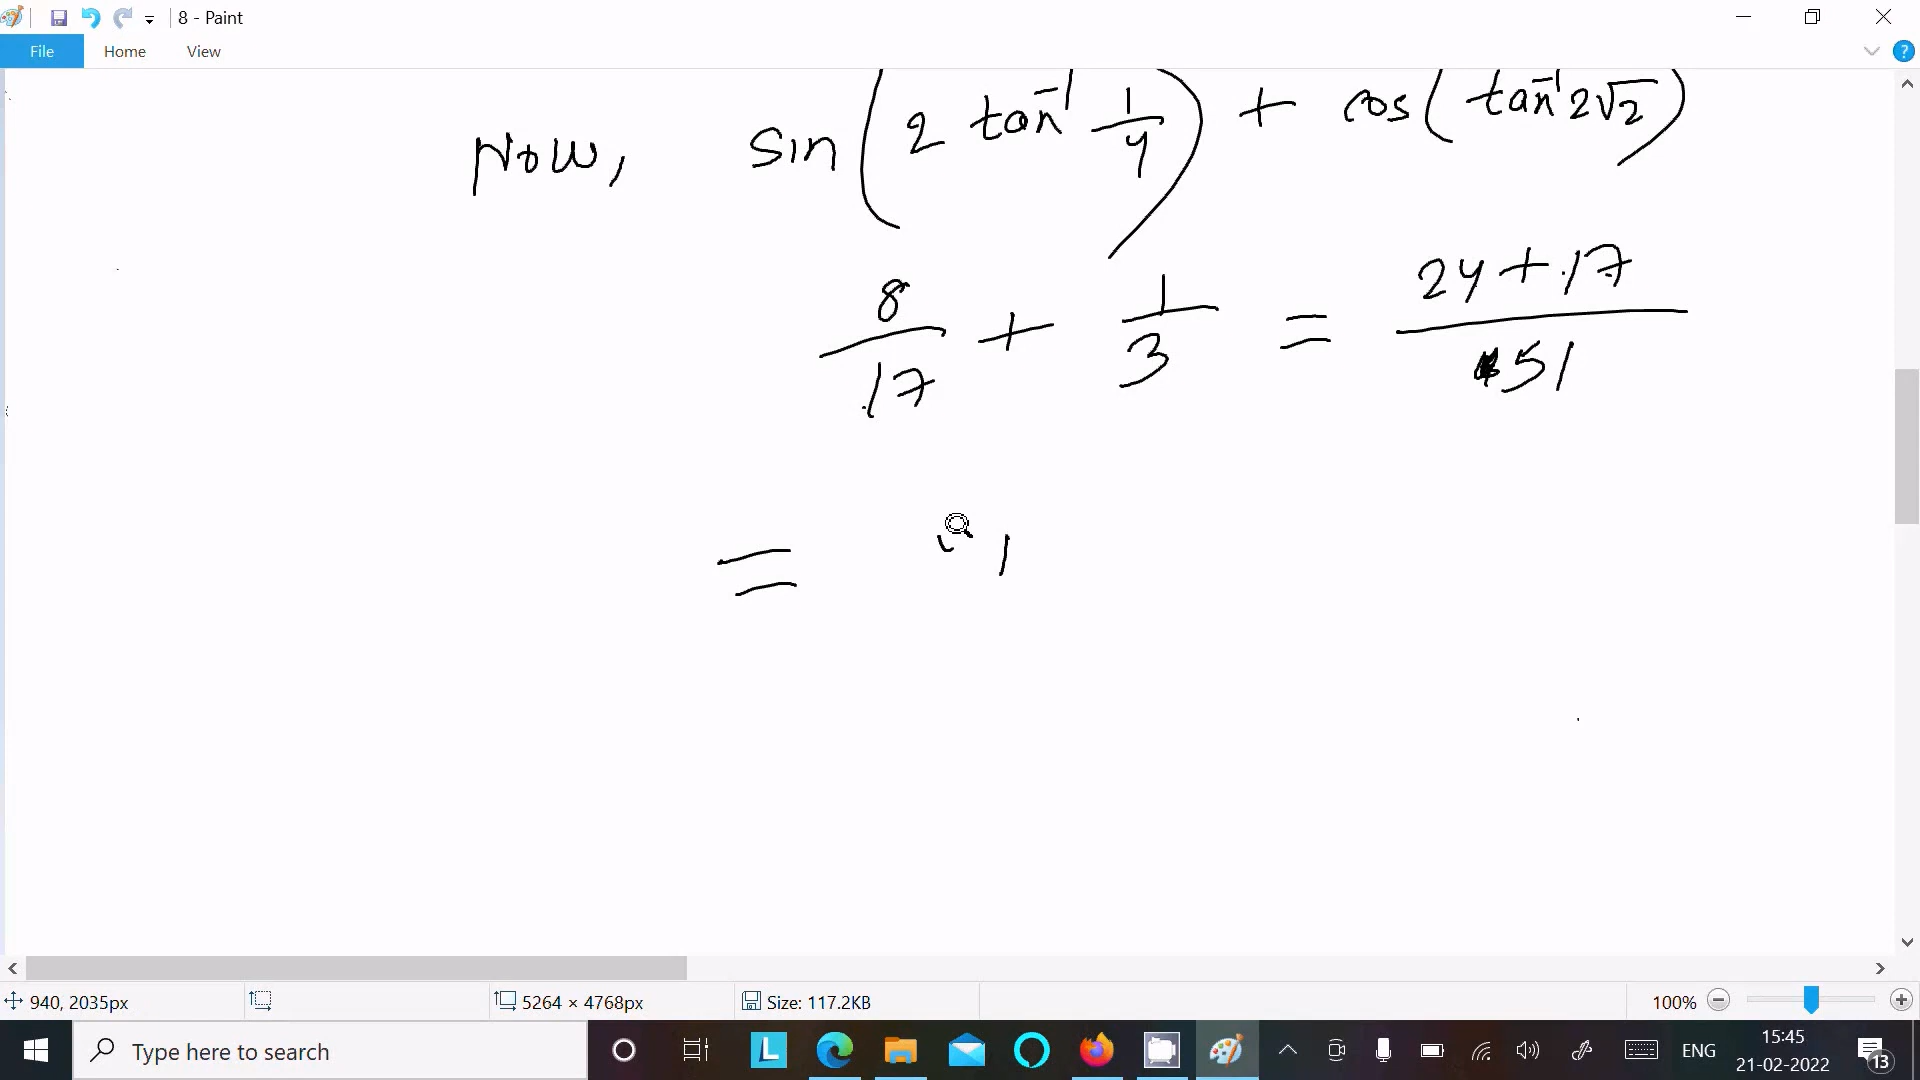 8 - Paint
File Home View
Now, sin(2 tan⁻¹ 1/4) + cos(tan⁻¹ 2√2)
8/17 + 1/3 = 24+17/51
=
940, 2035px 5264 × 4768px Size: 117.2KB 100%
Type here to search
ENG
15:45
21-02-2022
13